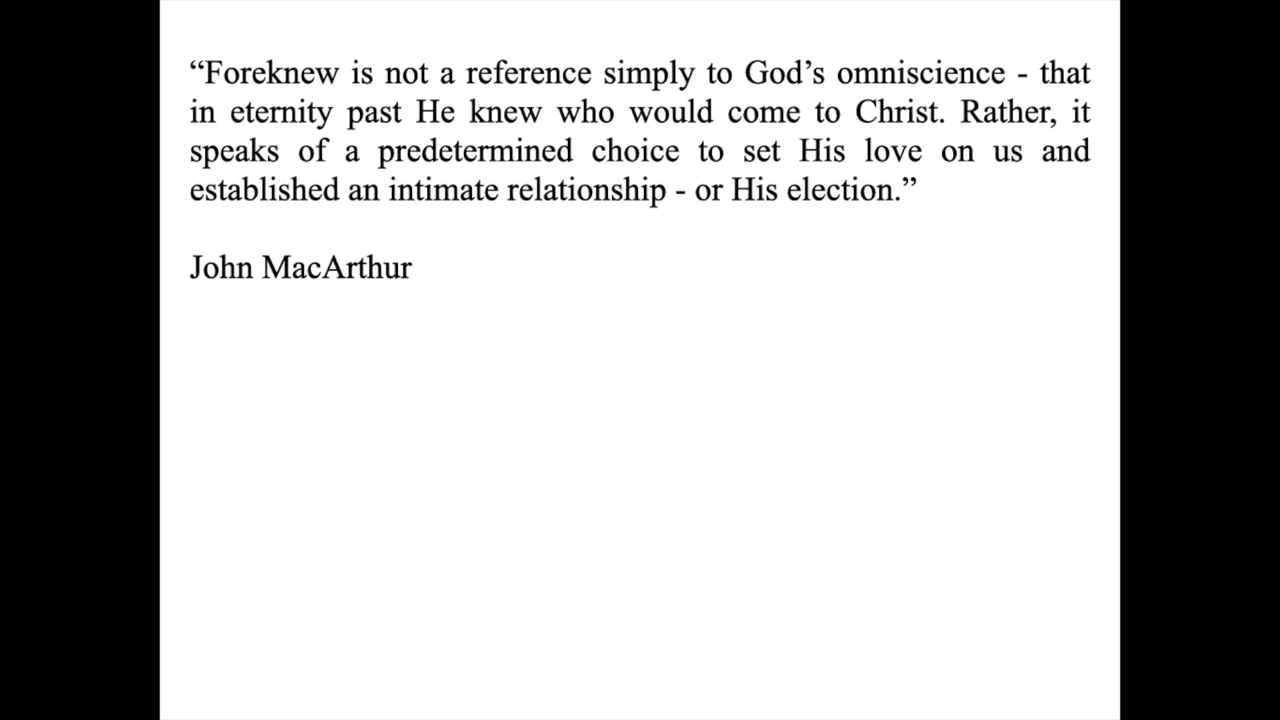 “Foreknew is not a reference simply to God’s omniscience - that
in eternity past He knew who would come to Christ. Rather, it
speaks of a predetermined choice to set His love on us and
established an intimate relationship - or His election.”
John MacArthur